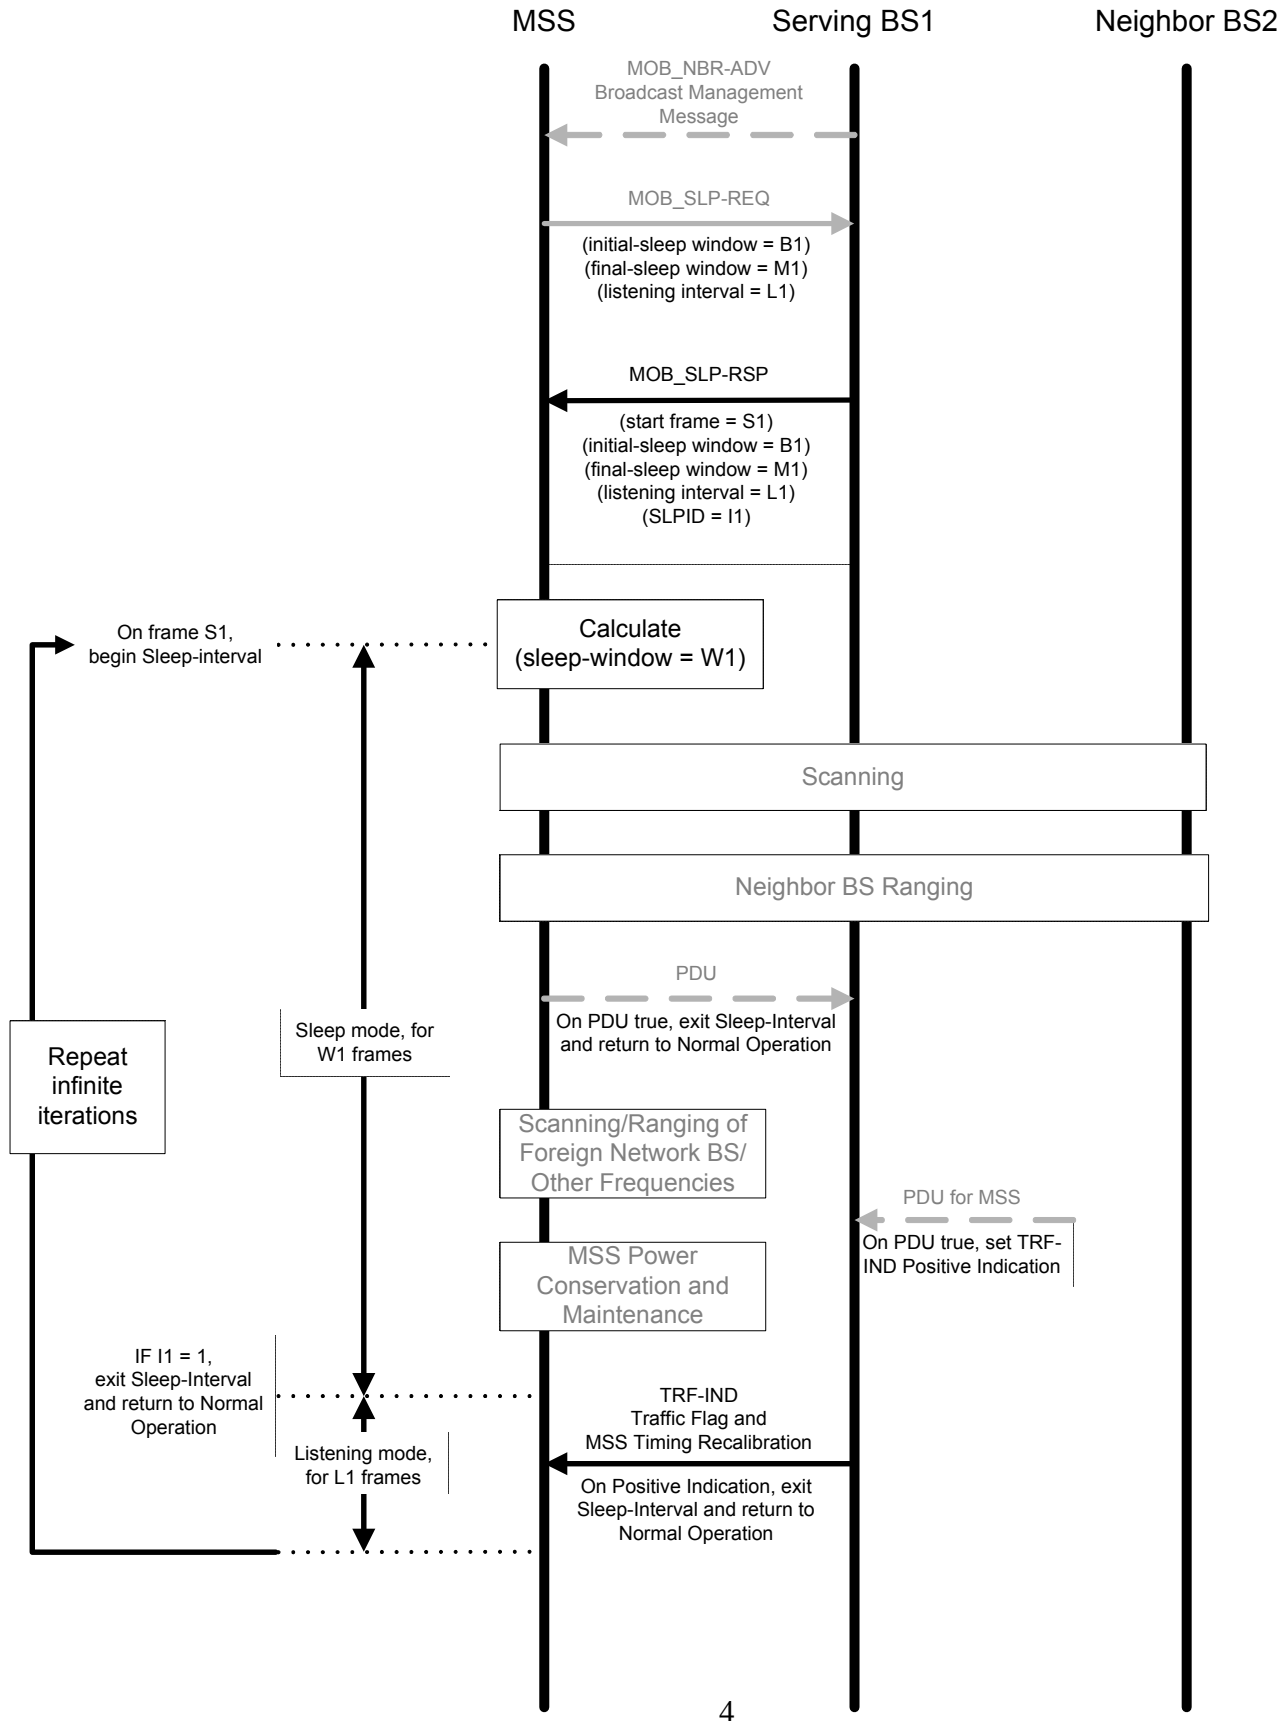 MSS
Serving BS1
Neighbor BS2
MOB_NBR-ADV
Broadcast Management
Message
MOB_SLP-REQ
(initial-sleep window = B1)
(final-sleep window = M1)
(listening interval = L1)
MOB_SLP-RSP
(start frame = S1)
(initial-sleep window = B1)
(final-sleep window = M1)
(listening interval = L1)
(SLPID = I1)
On frame S1,
begin Sleep-interval
Calculate
(sleep-window = W1)
Scanning
Neighbor BS Ranging
PDU
On PDU true, exit Sleep-Interval
and return to Normal Operation
Sleep mode, for
W1 frames
Repeat
infinite
iterations
Scanning/Ranging of
Foreign Network BS/
Other Frequencies
PDU for MSS
On PDU true, set TRF-
IND Positive Indication
MSS Power
Conservation and
Maintenance
IF I1 = 1,
exit Sleep-Interval
and return to Normal
Operation
TRF-IND
Traffic Flag and
MSS Timing Recalibration
Listening mode,
for L1 frames
On Positive Indication, exit
Sleep-Interval and return to
Normal Operation
4